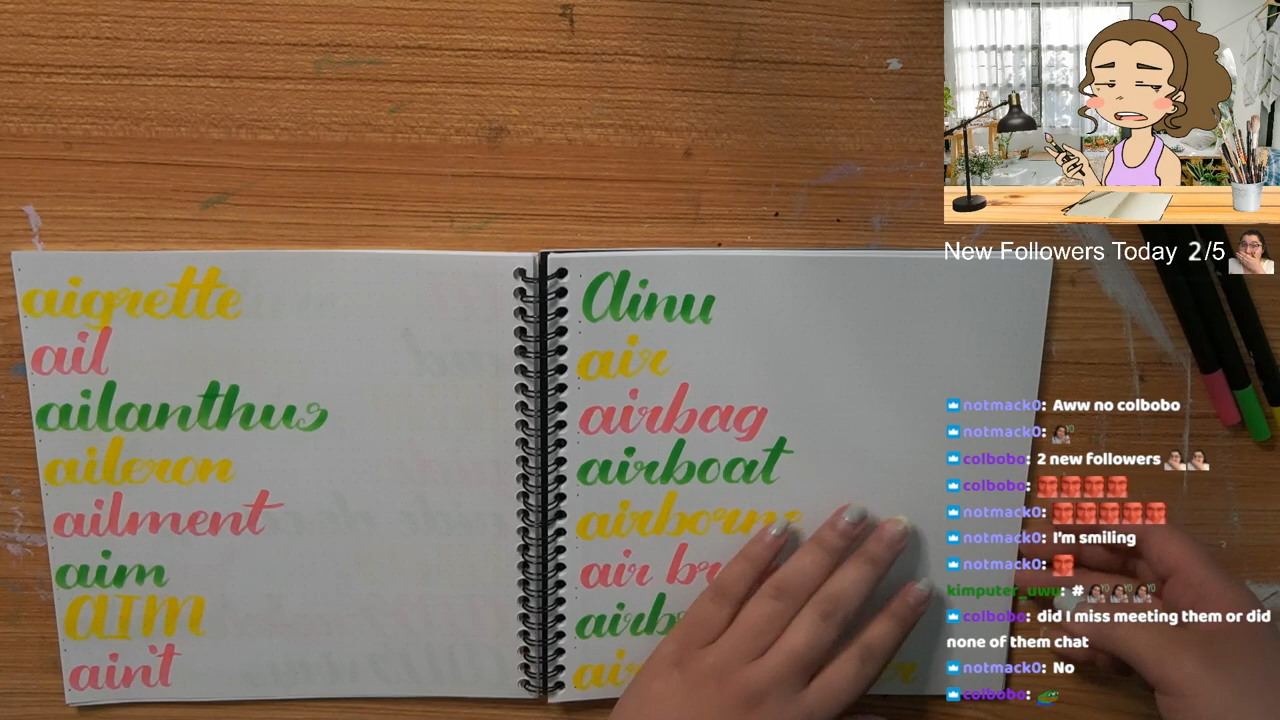 aigrette
ail
ailanthus
aileron
ailment
aim
AIM
ain't
Ainu
air
airbag
airboat
airborne
air
New Followers Today 2/5
notmack0: Aww no colbobo
notmack0:
colbobo: 2 new followers
colbobo:
notmack0:
notmack0: I'm smiling
notmack0:
kimputer_uwu: #
colbobo: did I miss meeting them or did
none of them chat
notmack0: No
colbobo: